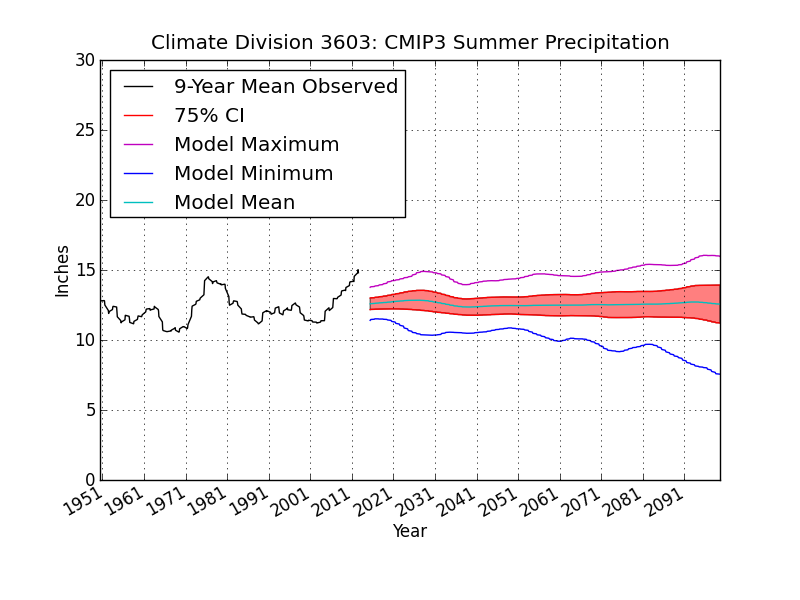 Climate Division 3603: CMIP3 Summer Precipitation
30
25
20
15
10
5
0
Inches
9-Year Mean Observed
75% CI
Model Maximum
Model Minimum
Model Mean
1951 1961 1971 1981 1991 2001 2011 2021 2031 2041 2051 2061 2071 2081 2091
Year